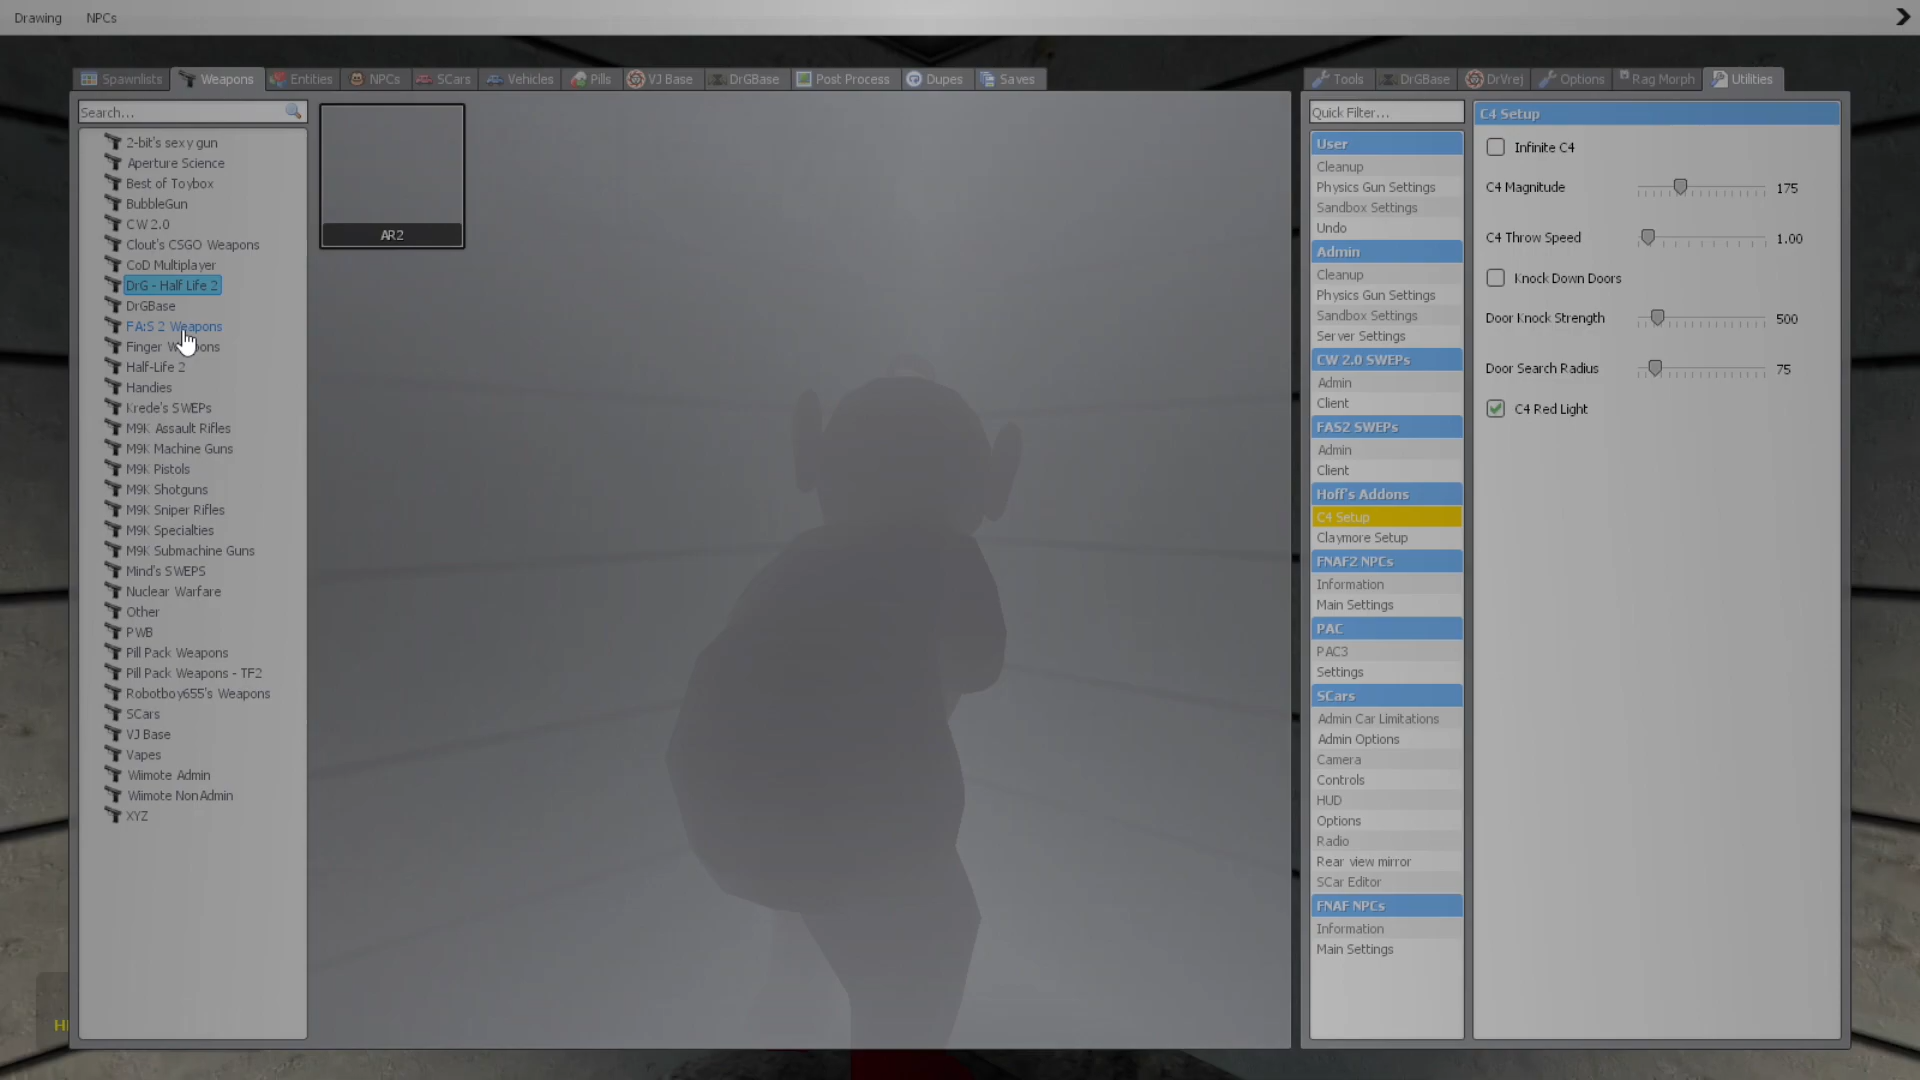 Drawing NPCs
Spawnlists Weapons Entities NPCs SCars Vehicles Pills VJ Base DrGBase Post Process Dupes Saves
Tools DrGBase DrVrej Options Rag Morph Utilities
Search...
2-bit's sexy gun
Aperture Science
Best of Toybox
BubbleGun
CW 2.0
Clout's CSGO Weapons
CoD Multiplayer
DrG - Half Life 2
DrGBase
FA:S 2 Weapons
Finger Weapons
Half-Life 2
Handies
Krede's SWEPs
M9K Assault Rifles
M9K Machine Guns
M9K Pistols
M9K Shotguns
M9K Sniper Rifles
M9K Specialties
M9K Submachine Guns
Mind's SWEPS
Nuclear Warfare
Other
PWB
Pill Pack Weapons
Pill Pack Weapons - TF2
Robotboy655's Weapons
SCars
VJ Base
Vapes
Wiimote Admin
Wiimote NonAdmin
XYZ
AR2
Quick Filter...
User
Cleanup
Physics Gun Settings
Sandbox Settings
Undo
Admin
Cleanup
Physics Gun Settings
Sandbox Settings
Server Settings
CW 2.0 SWEPs
Admin
Client
FAS2 SWEPs
Admin
Client
Hoff's Addons
C4 Setup
Claymore Setup
FNAF2 NPCs
Information
Main Settings
PAC
PAC3
Settings
SCars
Admin Car Limitations
Admin Options
Camera
Controls
HUD
Options
Radio
Rear view mirror
SCar Editor
FNAF NPCs
Information
Main Settings
C4 Setup
Infinite C4
C4 Magnitude 175
C4 Throw Speed 1.00
Knock Down Doors
Door Knock Strength 500
Door Search Radius 75
C4 Red Light